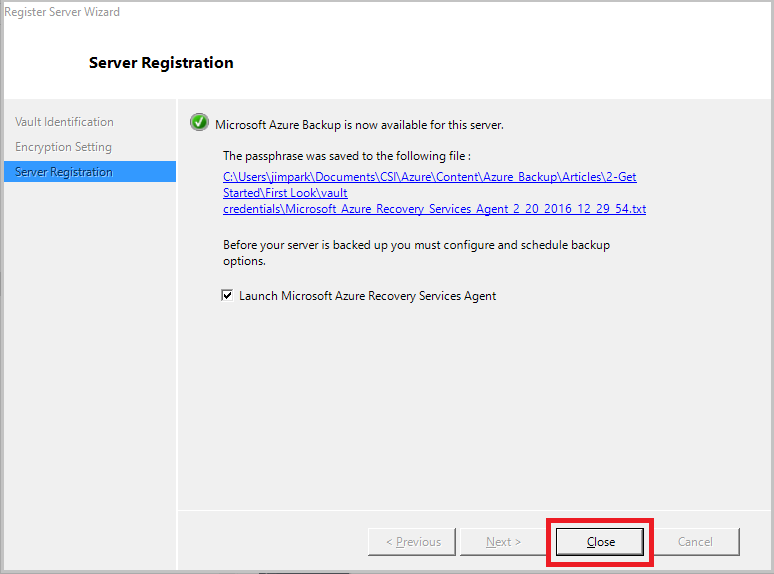 Register Server Wizard
Server Registration
Vault Identification
Encryption Setting
Server Registration
Microsoft Azure Backup is now available for this server.
The passphrase was saved to the following file :
C:\Users\jimpark\Documents\CSI\Azure\Content\Azure_Backup\Articles\2-Get
Started\First Look\vault
credentials\Microsoft_Azure_Recovery_Services_Agent_2_20_2016_12_29_54.txt
Before your server is backed up you must configure and schedule backup
options.
Launch Microsoft Azure Recovery Services Agent
< Previous
Next >
Close
Cancel